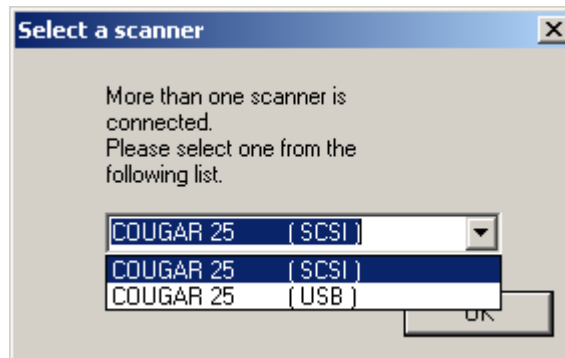 Select a scanner
More than one scanner is
connected.
Please select one from the
following list.
COUGAR 25 ( SCSI )
COUGAR 25 ( SCSI )
COUGAR 25 ( USB )
OK